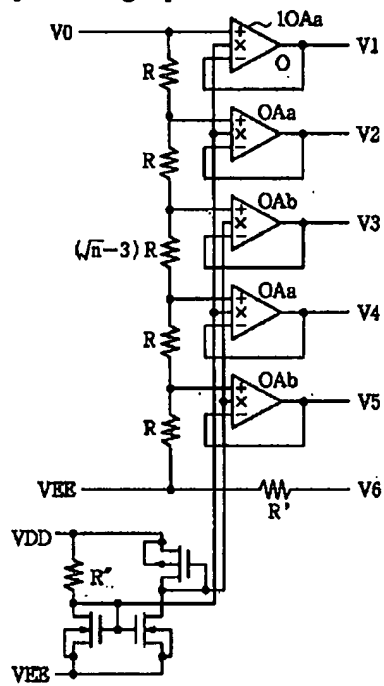 10Aa
V0
+
×
−
O
V1
R
OAa
+
×
−
V2
R
OAb
+
×
−
V3
(√n−3) R
OAa
+
×
−
V4
R
OAb
+
×
−
V5
R
VEE
V6
R'
VDD
R"
VEE